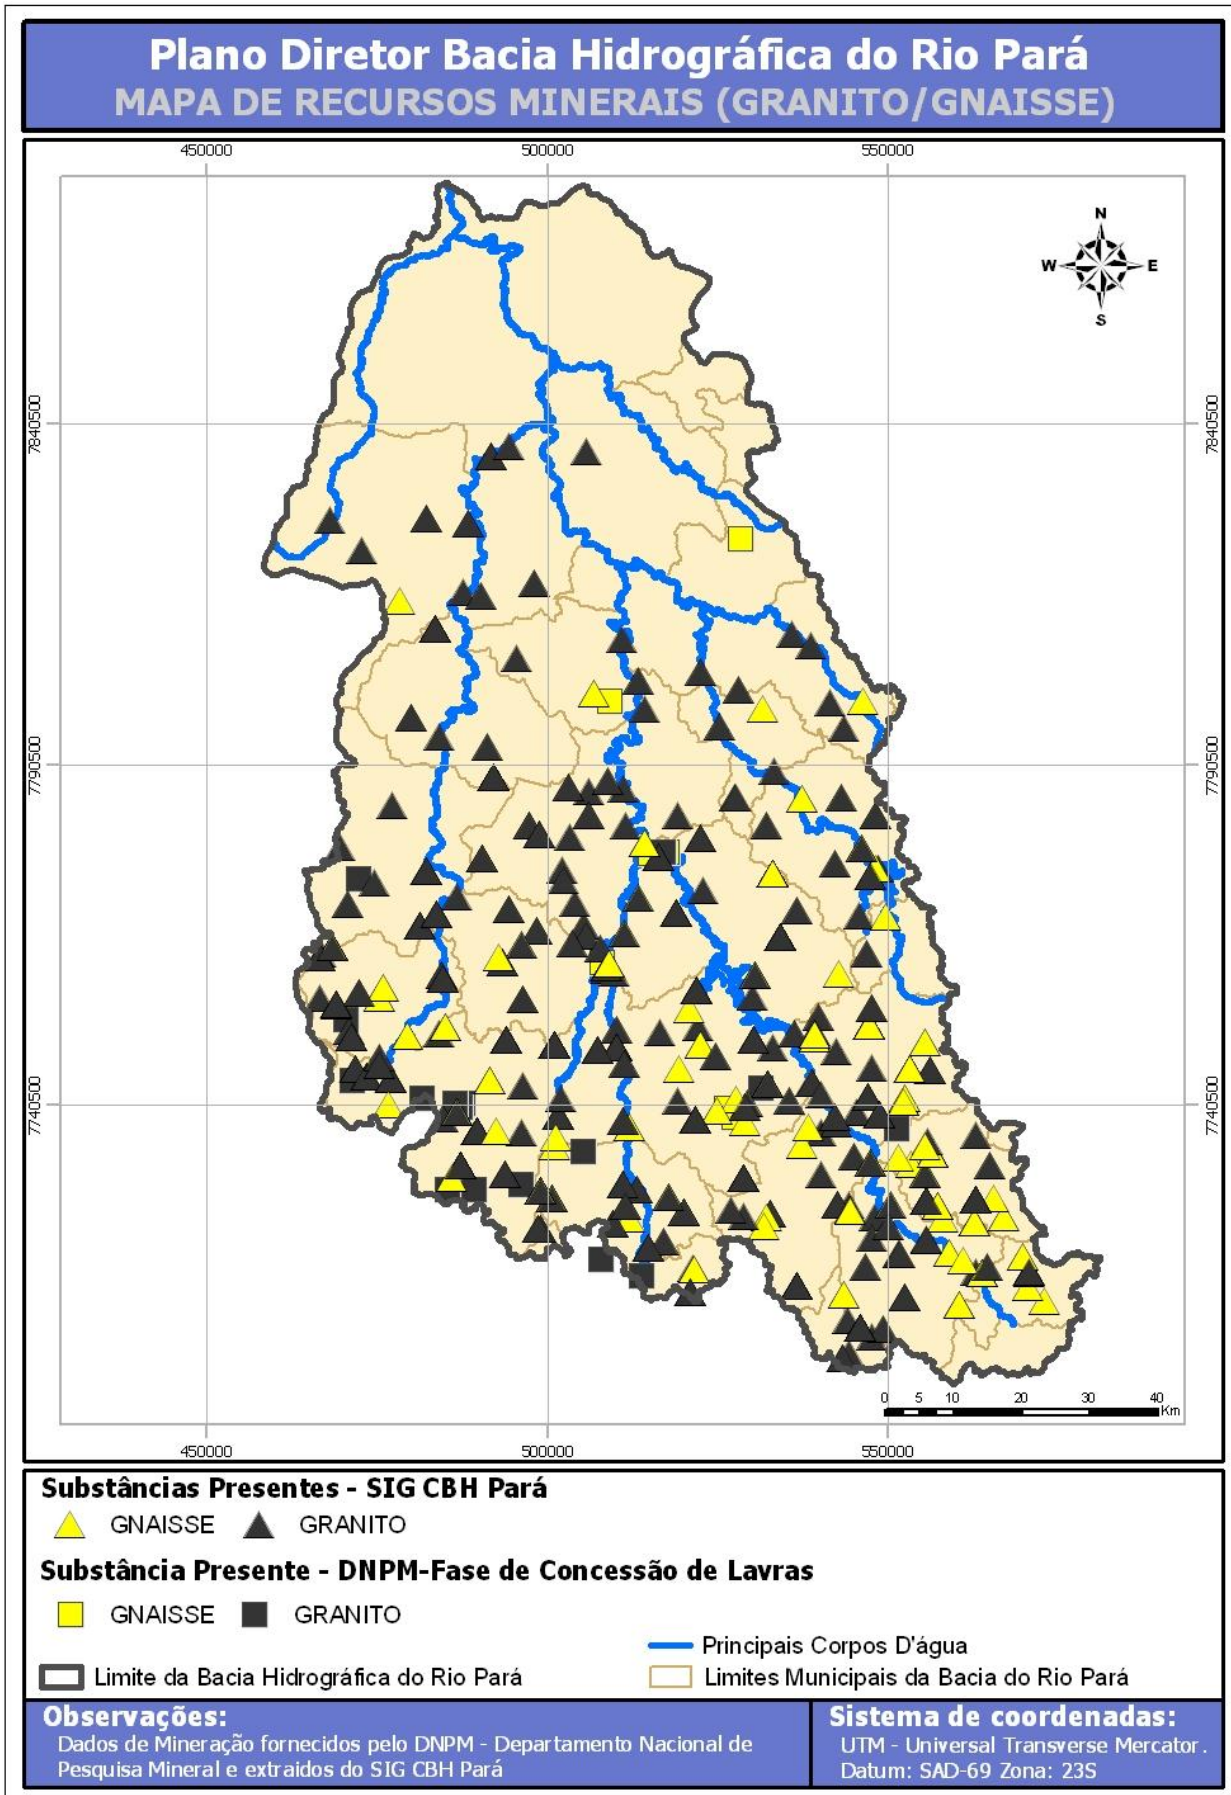 Plano Diretor Bacia Hidrográfica do Rio Pará
MAPA DE RECURSOS MINERAIS (GRANITO/GNAISSE)
450000 500000 550000
N
W E
S
7840500 7840500
7790500 7790500
7740500 7740500
0 5 10 20 30 40
Km
450000 500000 550000
Substâncias Presentes - SIG CBH Pará
GNAISSE GRANITO
Substância Presente - DNPM-Fase de Concessão de Lavras
GNAISSE GRANITO
Principais Corpos D'água
Limite da Bacia Hidrográfica do Rio Pará Limites Municipais da Bacia do Rio Pará
Observações:
Dados de Mineração fornecidos pelo DNPM - Departamento Nacional de
Pesquisa Mineral e extraidos do SIG CBH Pará
Sistema de coordenadas:
UTM - Universal Transverse Mercator.
Datum: SAD-69 Zona: 23S